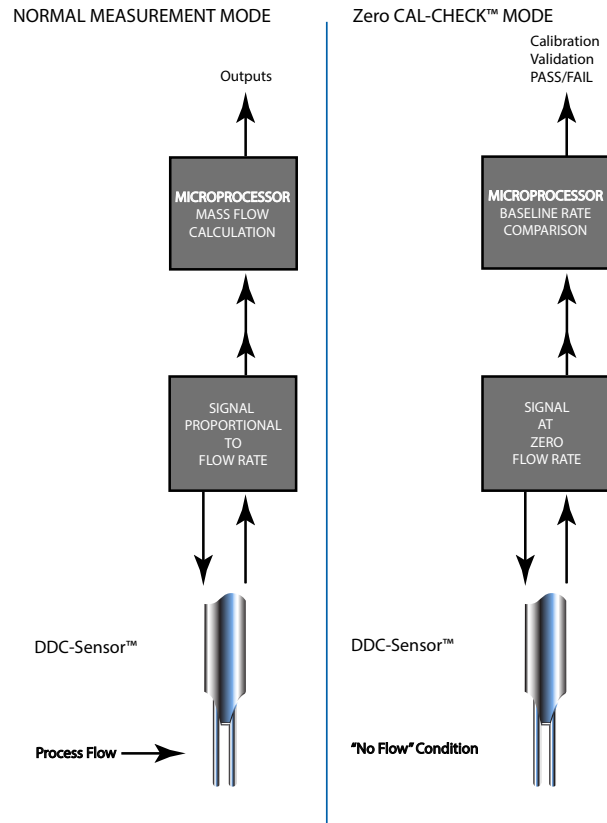 NORMAL MEASUREMENT MODE
Outputs
MICROPROCESSOR
MASS FLOW
CALCULATION
SIGNAL
PROPORTIONAL
TO
FLOW RATE
DDC-Sensor™
Process Flow
Zero CAL-CHECK™ MODE
Calibration
Validation
PASS/FAIL
MICROPROCESSOR
BASELINE RATE
COMPARISON
SIGNAL
AT
ZERO
FLOW RATE
DDC-Sensor™
"No Flow" Condition